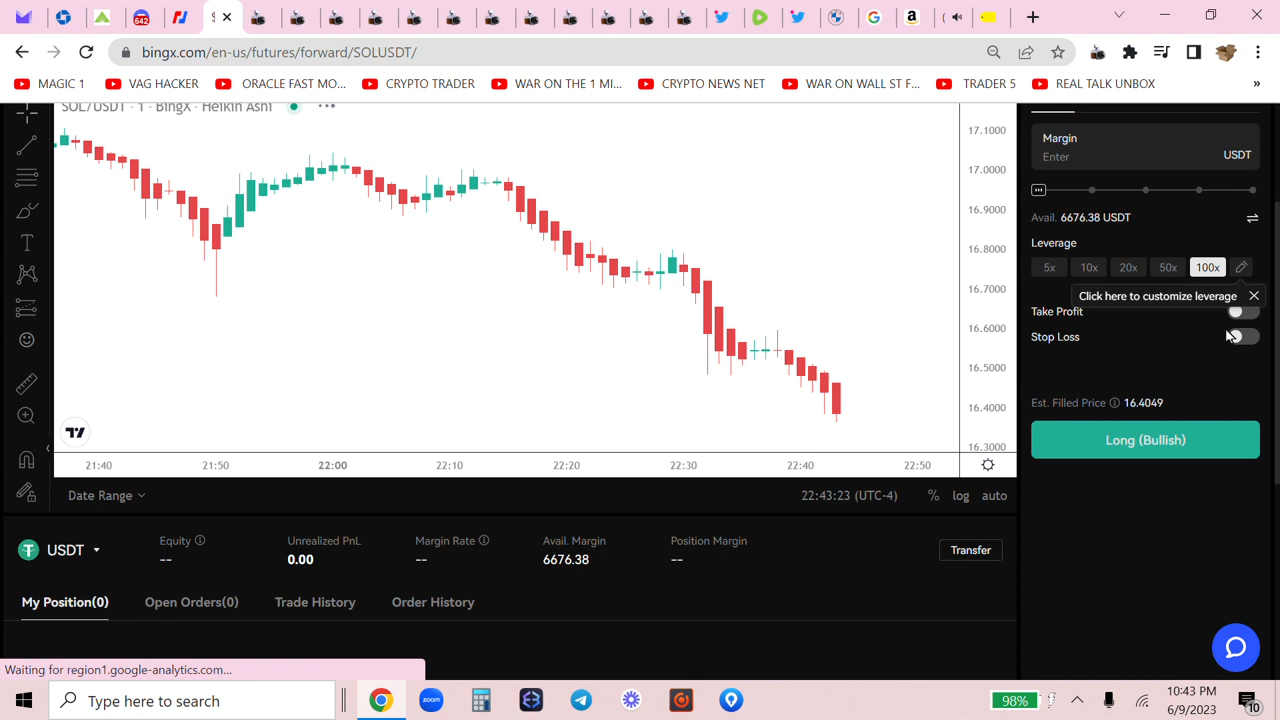 642
S
(
bingx.com/en-us/futures/forward/SOLUSDT/
MAGIC 1
VAG HACKER
ORACLE FAST MO...
CRYPTO TRADER
WAR ON THE 1 MI...
CRYPTO NEWS NET
WAR ON WALL ST F...
TRADER 5
REAL TALK UNBOX
»
SOL/USDT · 1 · BingX · Heikin Ashi
17.1000
17.0000
16.9000
16.8000
16.7000
16.6000
16.5000
16.4000
16.3000
21:40
21:50
22:00
22:10
22:20
22:30
22:40
22:50
Date Range
22:43:23 (UTC-4)
%
log
auto
Margin
Enter
USDT
Avail. 6676.38 USDT
Leverage
5x
10x
20x
50x
100x
Click here to customize leverage
Take Profit
Stop Loss
Est. Filled Price 16.4049
Long (Bullish)
USDT
Equity
--
Unrealized PnL
0.00
Margin Rate
--
Avail. Margin
6676.38
Position Margin
--
Transfer
My Position(0)
Open Orders(0)
Trade History
Order History
Waiting for region1.google-analytics.com...
Type here to search
zoom
98%
10:43 PM
6/9/2023
10